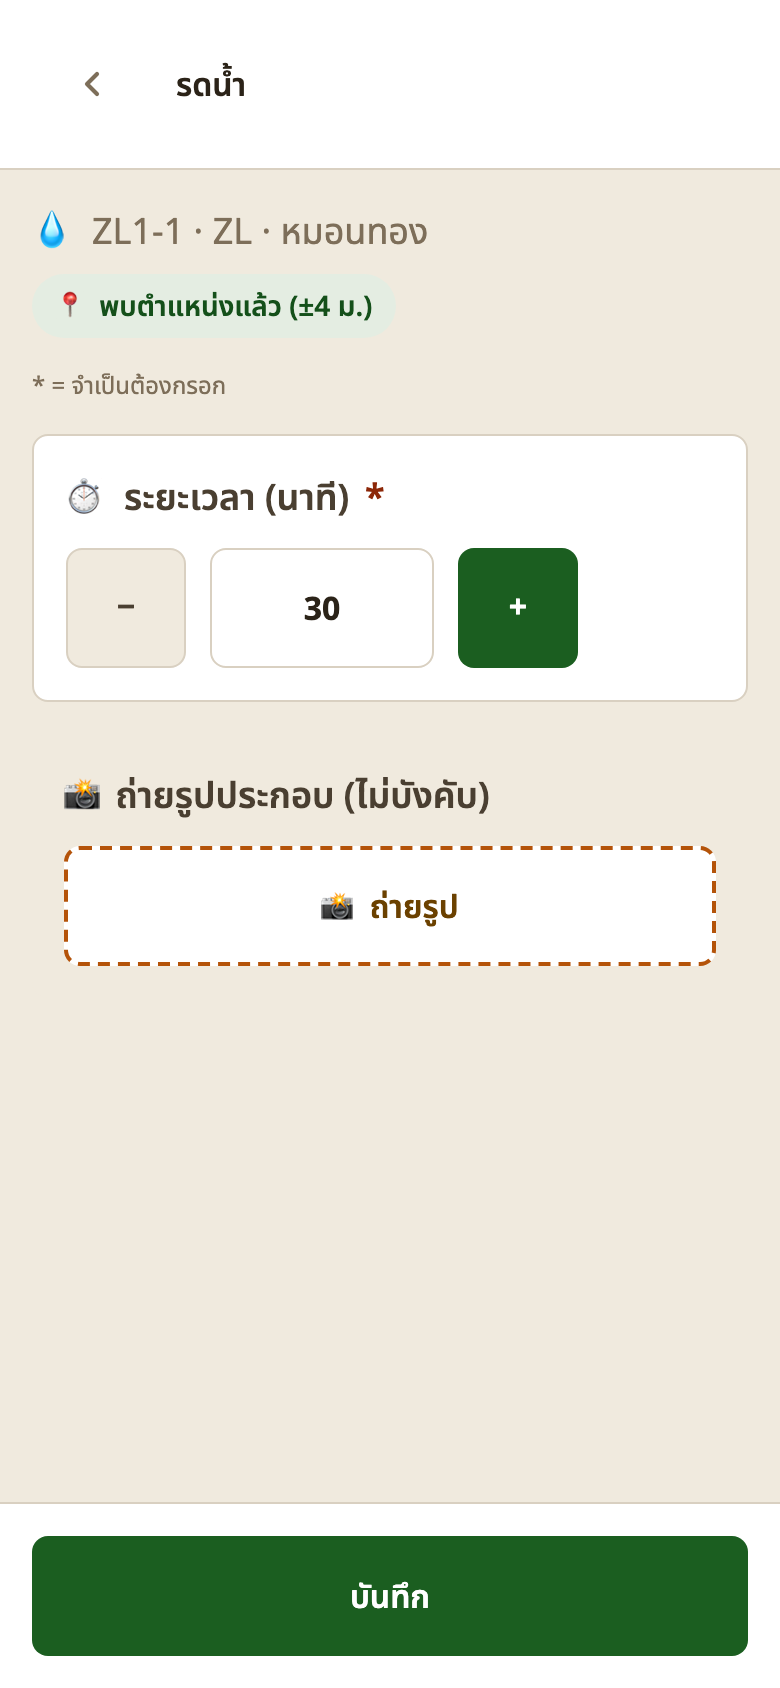 รดน้ำ
ZL1-1 · ZL · หมอนทอง
พบตำแหน่งแล้ว (±4 ม.)
* = จำเป็นต้องกรอก
ระยะเวลา (นาที) *
− 30 +
ถ่ายรูปประกอบ (ไม่บังคับ)
ถ่ายรูป
บันทึก